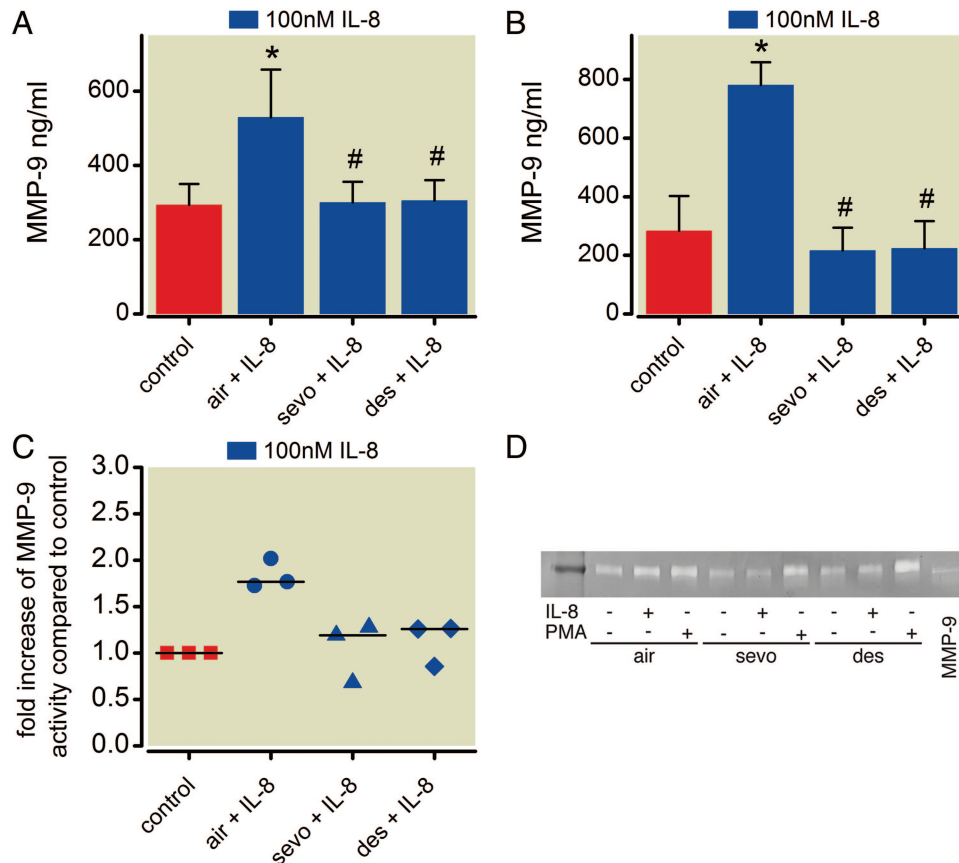 A
100nM IL-8
MMP-9 ng/ml
600
400
200
0
*
#
#
control
air + IL-8
sevo + IL-8
des + IL-8
B
100nM IL-8
MMP-9 ng/ml
800
600
400
200
0
*
#
#
control
air + IL-8
sevo + IL-8
des + IL-8
C
100nM IL-8
fold increase of MMP-9
activity compared to control
3.0
2.5
2.0
1.5
1.0
0.5
0.0
control
air + IL-8
sevo + IL-8
des + IL-8
D
IL-8 - + - - + - - + -
PMA - - + - - + - - +
air sevo des
MMP-9